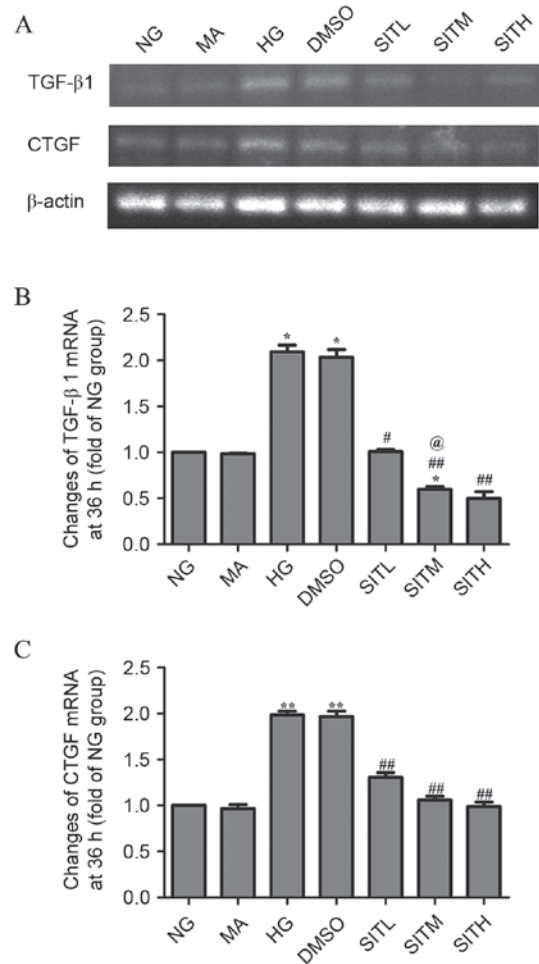 A
NG MA HG DMSO SITL SITM SITH
TGF-β1
CTGF
β-actin
B
Changes of TGF-β 1 mRNA
at 36 h (fold of NG group)
2.5
2.0
1.5
1.0
0.5
0.0
* * # @
## ##
*
NG MA HG DMSO SITL SITM SITH
C
Changes of CTGF mRNA
at 36 h (fold of NG group)
2.5
2.0
1.5
1.0
0.5
0.0
** ** ## ## ##
NG MA HG DMSO SITL SITM SITH